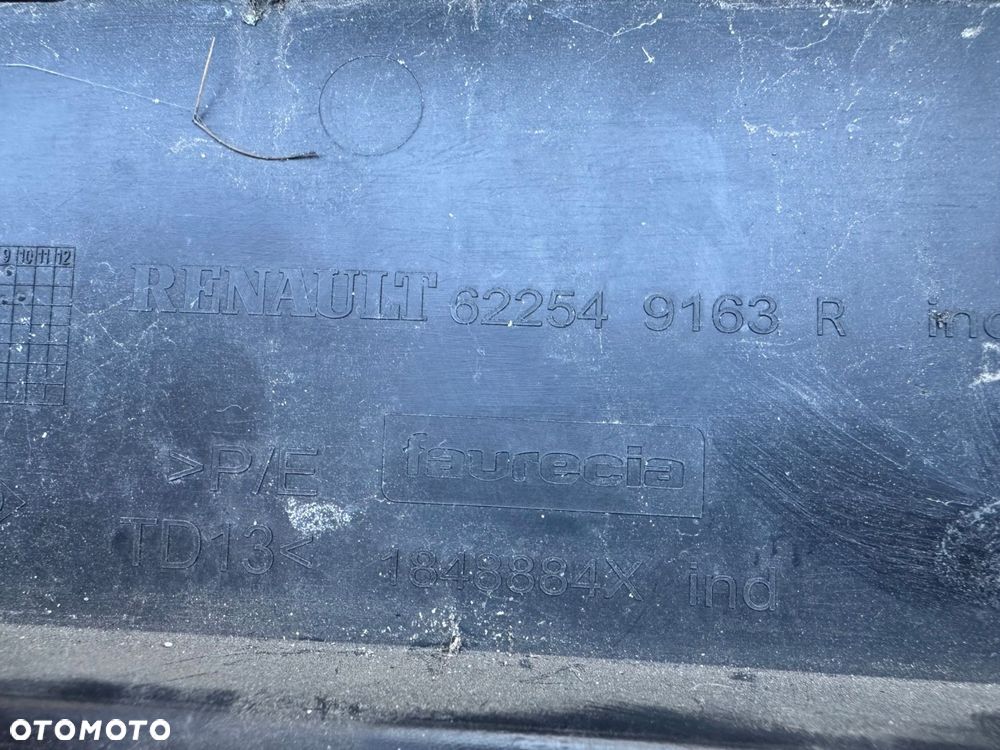 9 10 11 12
RENAULT 62254 9163 R
>P/E faurecia
TD13< 1848884X ind
OTOMOTO